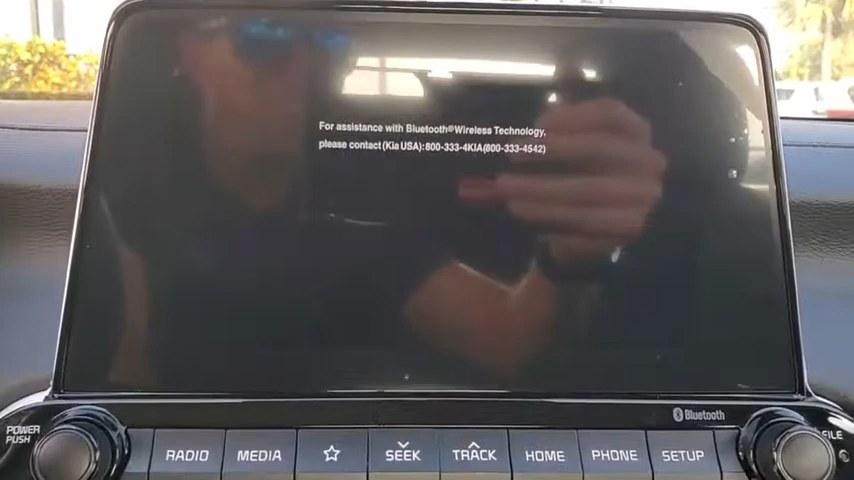 For assistance with Bluetooth® Wireless Technology,
please contact(Kia USA):800-333-4KIA(800-333-4542)
Bluetooth
POWER
PUSH
FILE
RADIO MEDIA ☆ SEEK TRACK HOME PHONE SETUP